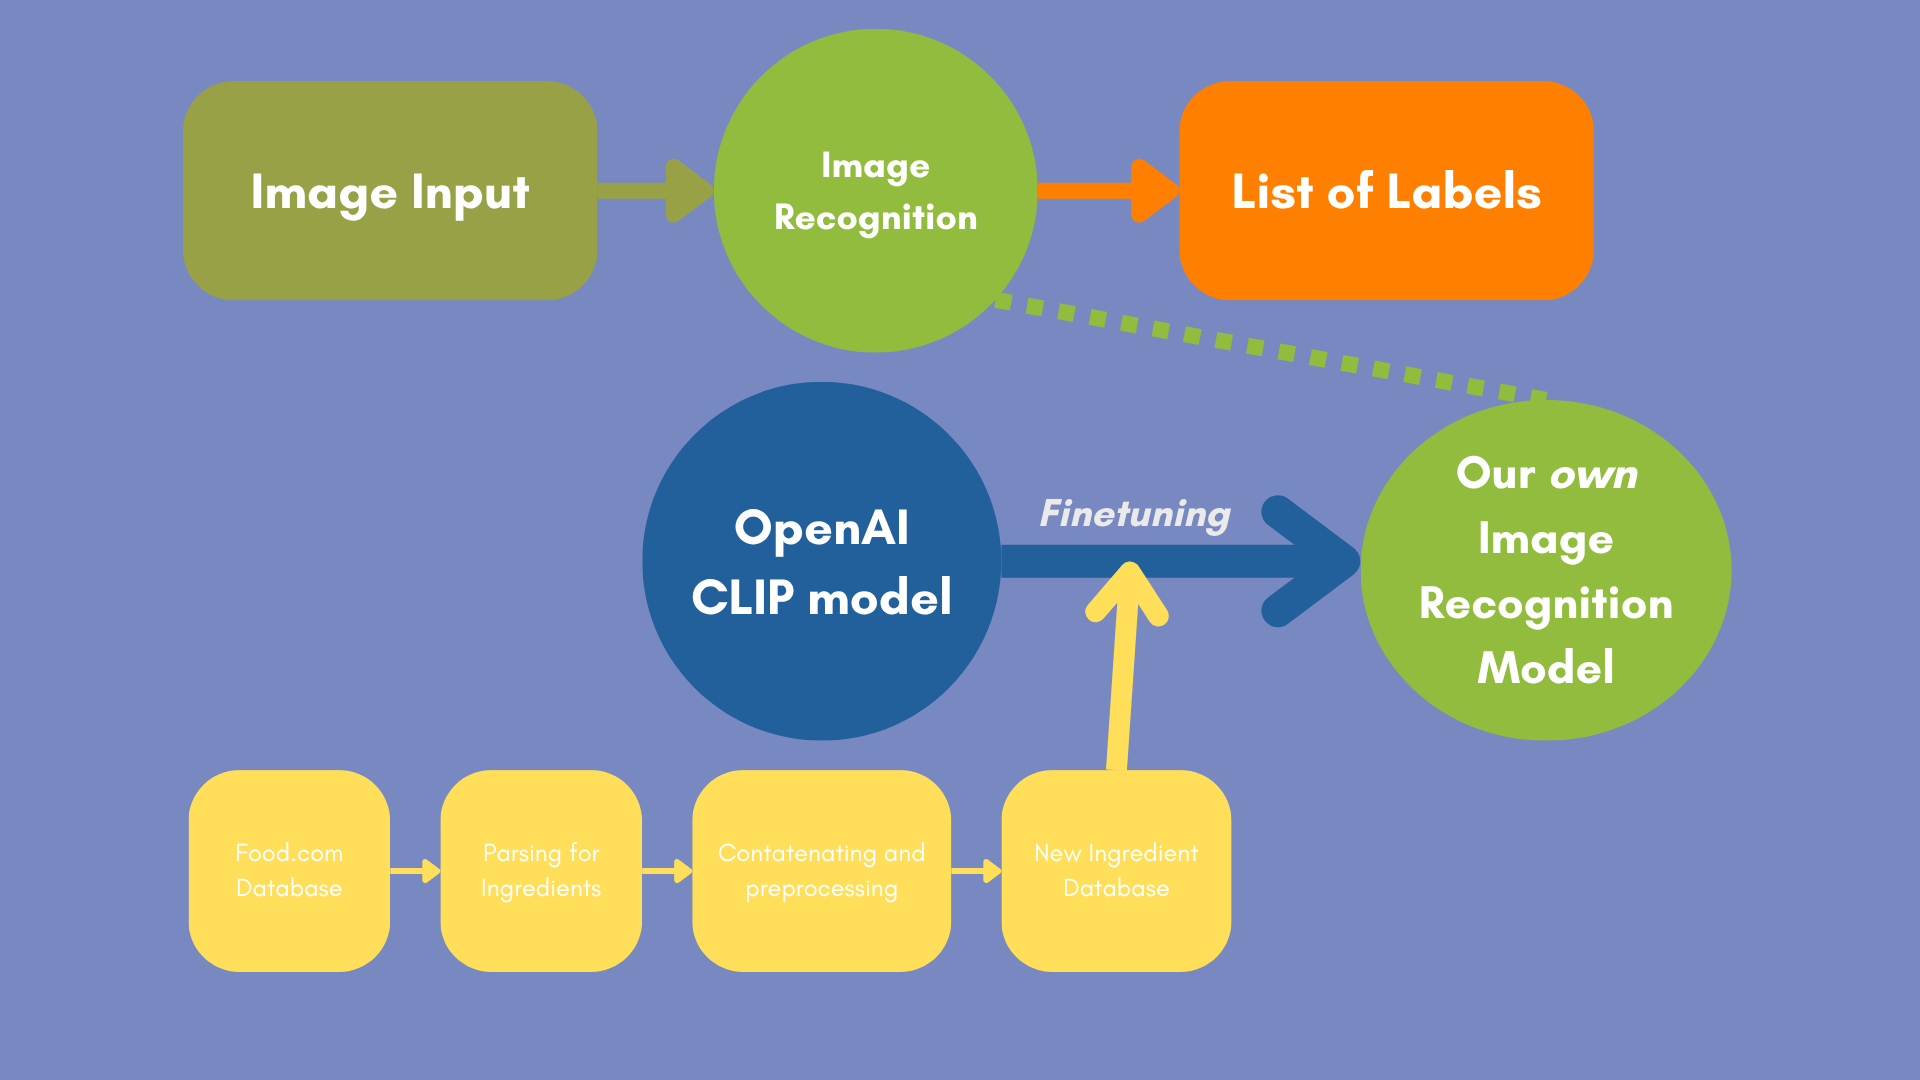 Image Input
Image
Recognition
List of Labels
OpenAI
CLIP model
Finetuning
Our own
Image
Recognition
Model
Food.com
Database
Parsing for
Ingredients
Contatenating and
preprocessing
New Ingredient
Database